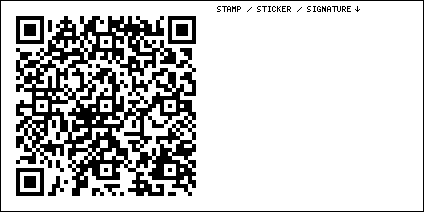 STAMP / STICKER / SIGNATURE ↓